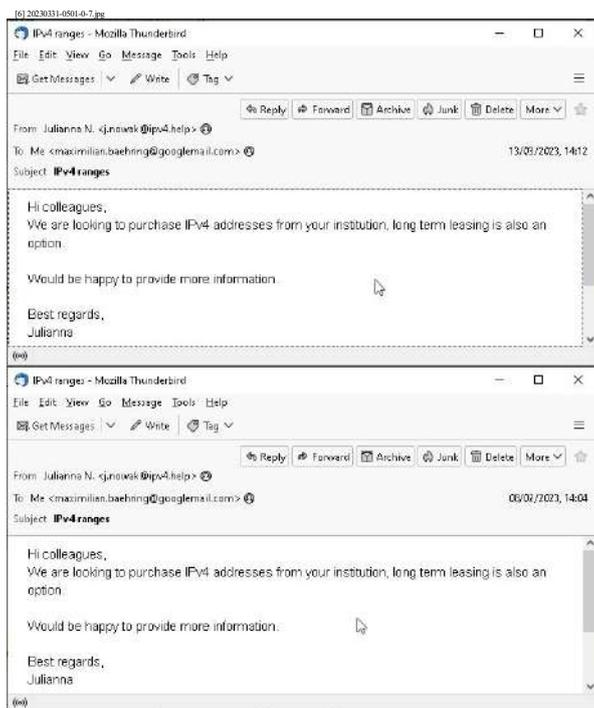 [6] 20230331-0501-0-7.jpg
IPv4 ranges - Mozilla Thunderbird
File Edit View Go Message Tools Help
Get Messages Write Tag
Reply Forward Archive Junk Delete More
From Julianna N. <j.nowak@ipv4.help>
To Me <maximilian.baehring@googlemail.com> 13/03/2023, 14:12
Subject IPv4 ranges
Hi colleagues,
We are looking to purchase IPv4 addresses from your institution, long term leasing is also an
option.
Would be happy to provide more information.
Best regards,
Julianna
IPv4 ranges - Mozilla Thunderbird
File Edit View Go Message Tools Help
Get Messages Write Tag
Reply Forward Archive Junk Delete More
From Julianna N. <j.nowak@ipv4.help>
To Me <maximilian.baehring@googlemail.com> 08/02/2023, 14:04
Subject IPv4 ranges
Hi colleagues,
We are looking to purchase IPv4 addresses from your institution, long term leasing is also an
option.
Would be happy to provide more information.
Best regards,
Julianna